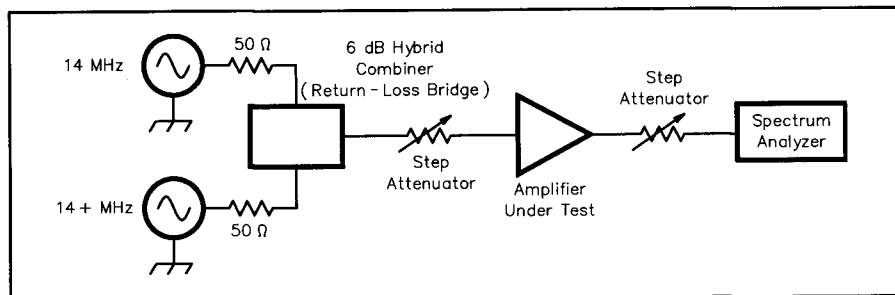 14 MHz
50 Ω
6 dB Hybrid
Combiner
(Return-Loss Bridge)
Step
Attenuator
Amplifier
Under Test
Step
Attenuator
Spectrum
Analyzer
14+ MHz
50 Ω